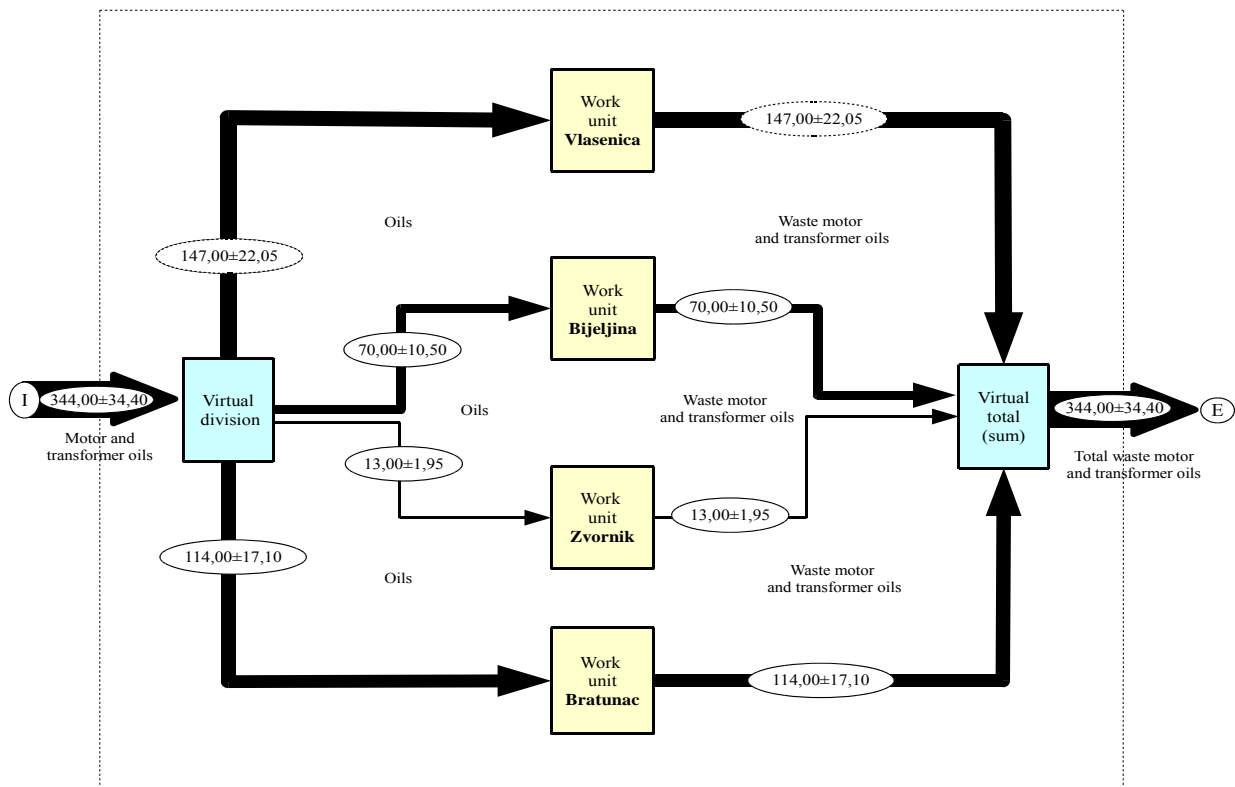 Work
unit
Vlasenica
147,00±22,05
Oils
Waste motor
and transformer oils
147,00±22,05
Work
unit
Bijeljina
70,00±10,50
70,00±10,50
I
344,00±34,40
Motor and
transformer oils
Virtual
division
Oils
Waste motor
and transformer oils
Virtual
total
(sum)
344,00±34,40
E
Total waste motor
and transformer oils
13,00±1,95
Work
unit
Zvornik
13,00±1,95
114,00±17,10
Oils
Waste motor
and transformer oils
Work
unit
Bratunac
114,00±17,10